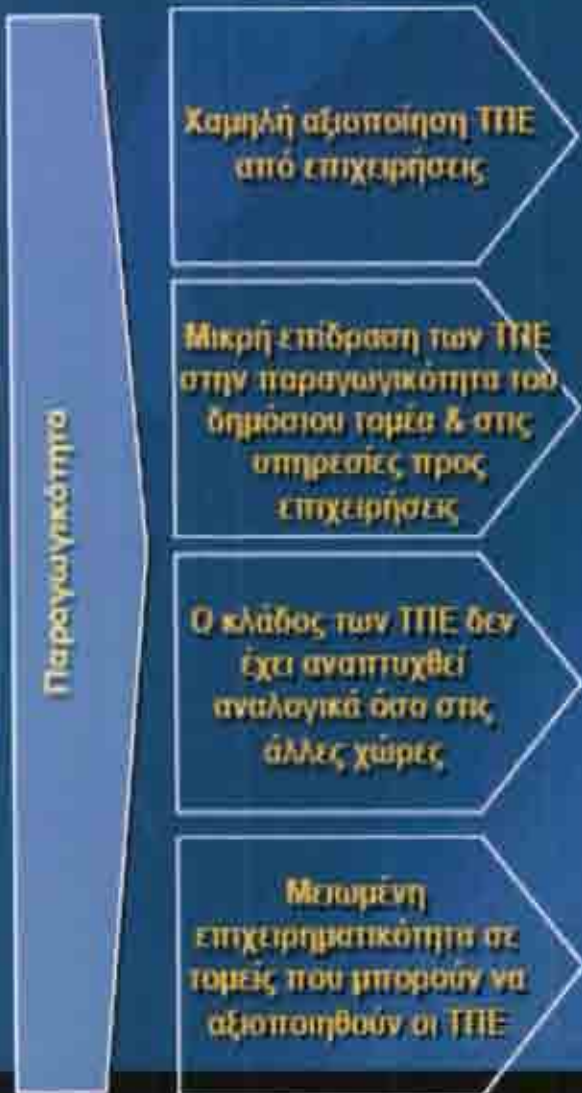 Παραγωγικότητα
Χαμηλή αξιοποίηση ΤΠΕ
από επιχειρήσεις
Μικρή επίδραση των ΤΠΕ
στην παραγωγικότητα του
δημόσιου τομέα & στις
υπηρεσίες προς
επιχειρήσεις
Ο κλάδος των ΤΠΕ δεν
έχει αναπτυχθεί
αναλογικά όσο στις
άλλες χώρες
Μειωμένη
επιχειρηματικότητα σε
τομείς που μπορούν να
αξιοποιηθούν οι ΤΠΕ